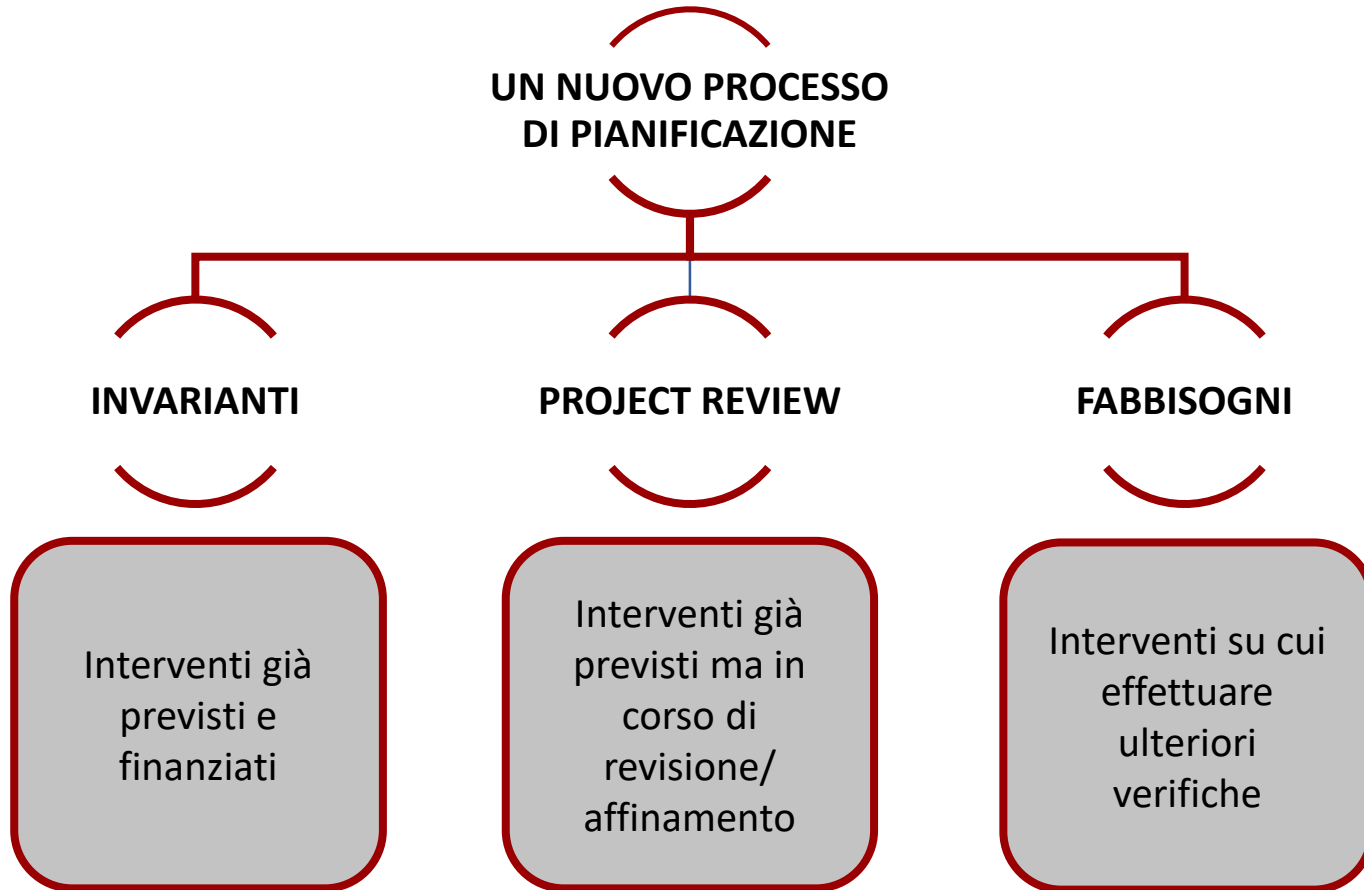 UN NUOVO PROCESSO
DI PIANIFICAZIONE
INVARIANTI
Interventi già
previsti e
finanziati
PROJECT REVIEW
Interventi già
previsti ma in
corso di
revisione/
affinamento
FABBISOGNI
Interventi su cui
effettuare
ulteriori
verifiche